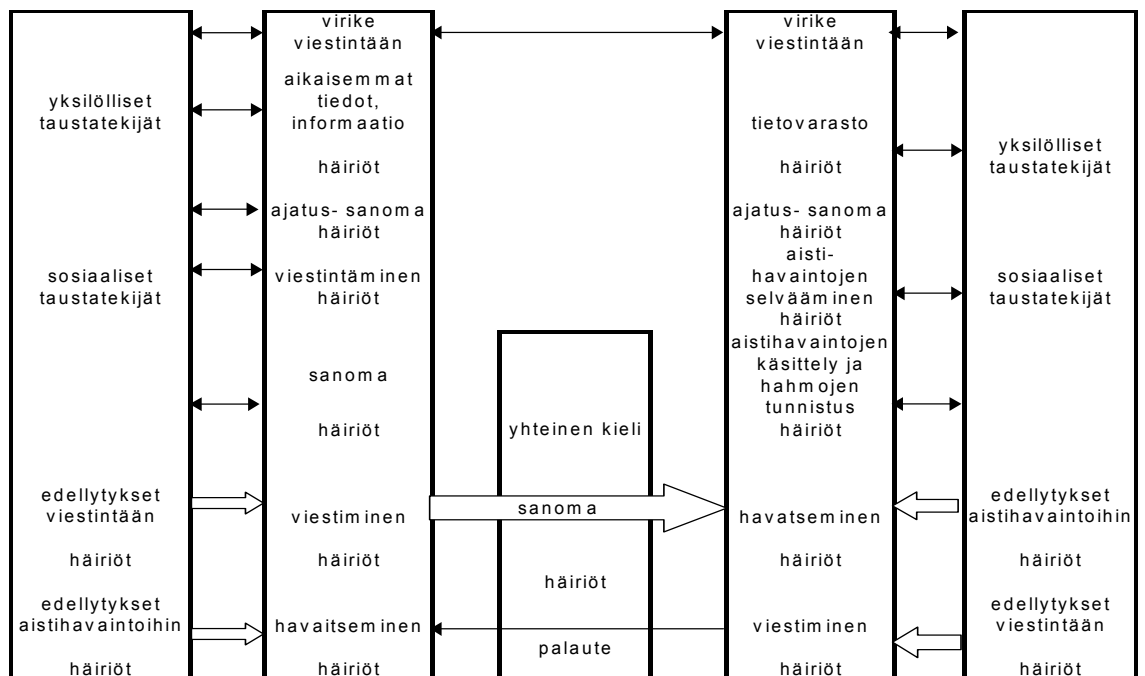 yksilölliset
taustatekijät
sosiaaliset
taustatekijät
edellytykset
viestintään
häiriöt
edellytykset
aistihavaintoihin
häiriöt
virike
viestintään
aikaisemmat
tiedot,
informaatio
häiriöt
ajatus- sanoma
häiriöt
viestintäminen
häiriöt
sanoma
häiriöt
viestiminen
häiriöt
havaitseminen
häiriöt
yhteinen kieli
sanoma
häiriöt
palaute
virike
viestintään
tietovarasto
häiriöt
ajatus- sanoma
häiriöt
aisti-
havaintojen
selvääminen
häiriöt
aistihavaintojen
käsittely ja
hahmojen
tunnistus
häiriöt
havatseminen
häiriöt
viestiminen
häiriöt
yksilölliset
taustatekijät
sosiaaliset
taustatekijät
edellytykset
aistihavaintoihin
häiriöt
edellytykset
viestintään
häiriöt